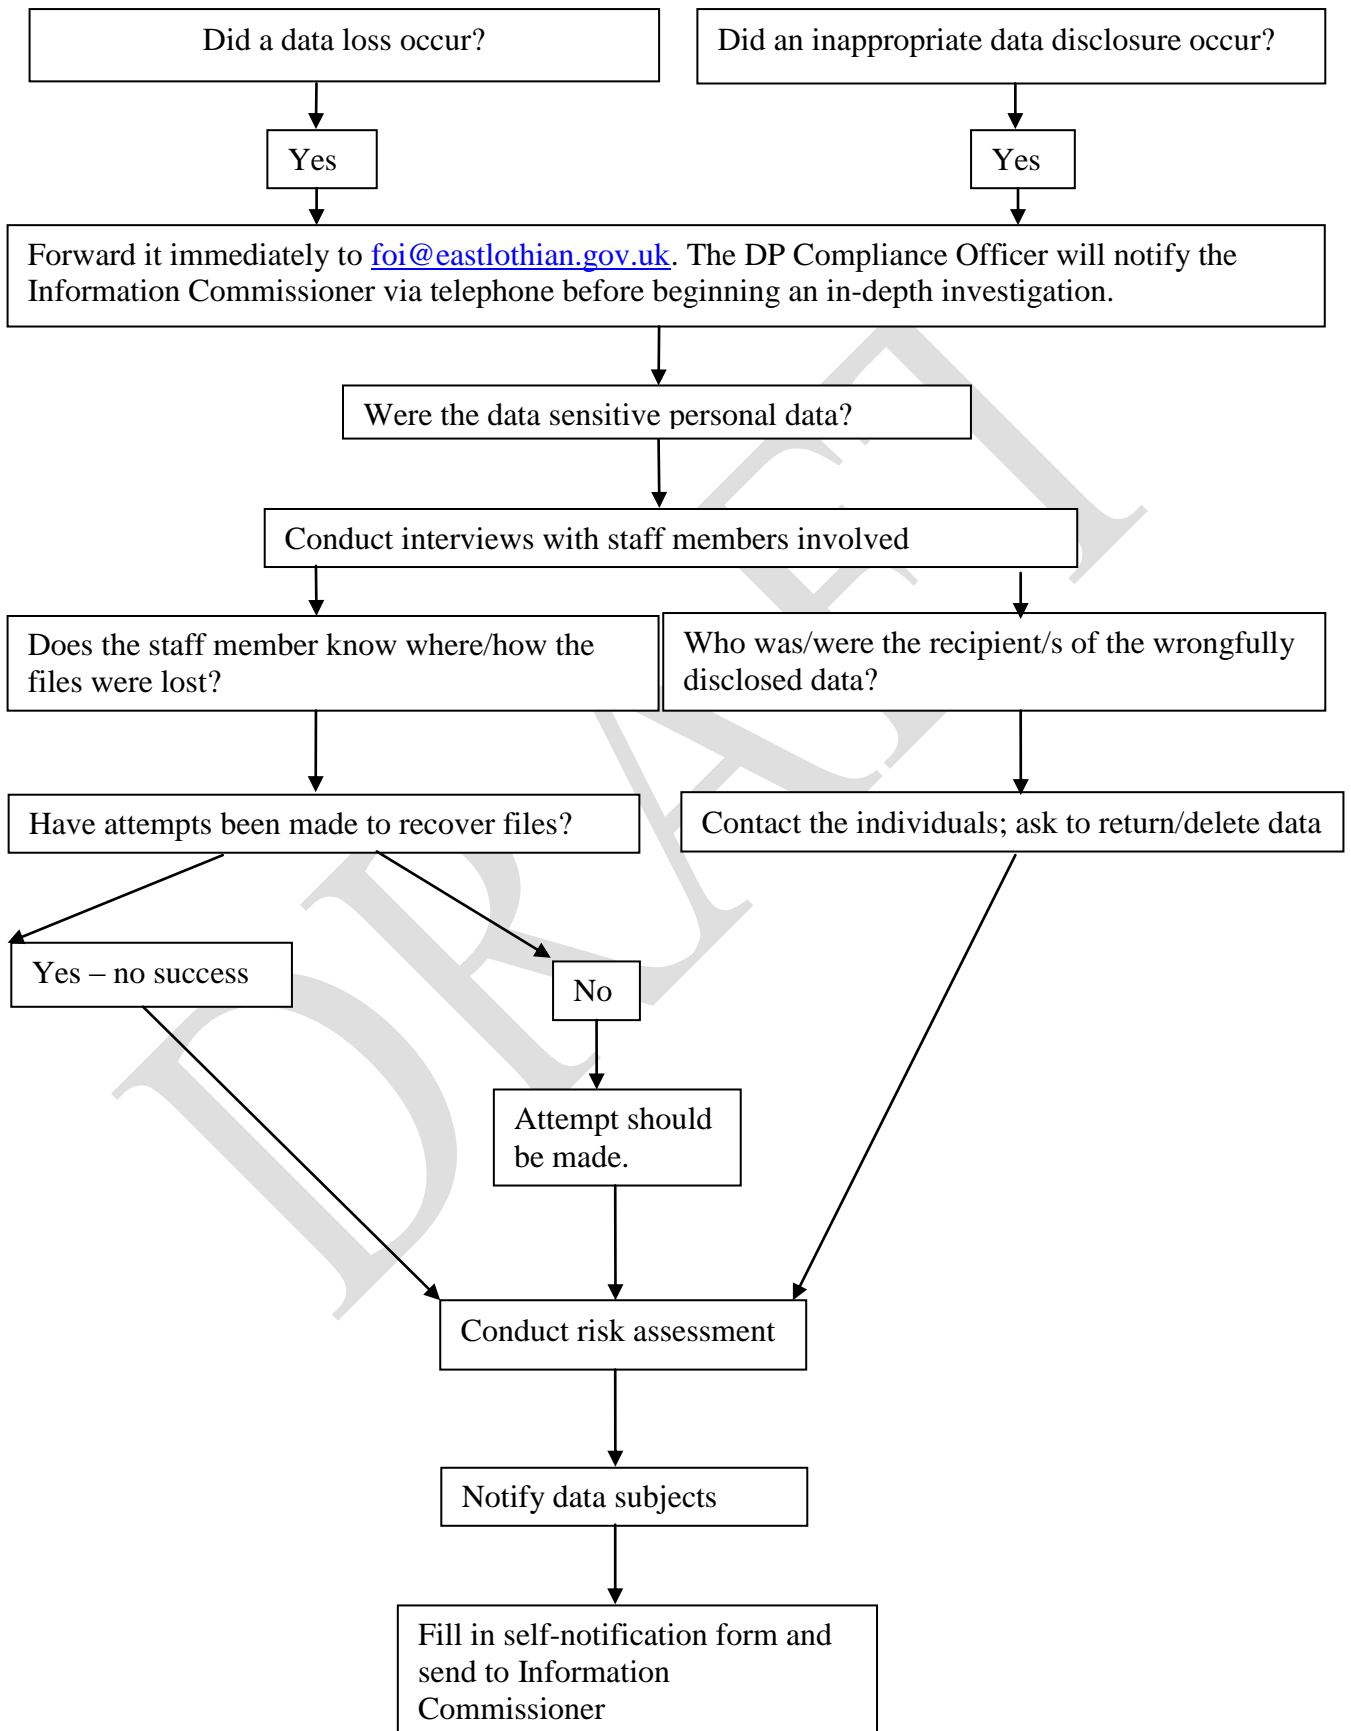 Did a data loss occur?
Did an inappropriate data disclosure occur?
Yes
Yes
Forward it immediately to foi@eastlothian.gov.uk. The DP Compliance Officer will notify the
Information Commissioner via telephone before beginning an in-depth investigation.
Were the data sensitive personal data?
Conduct interviews with staff members involved
Does the staff member know where/how the
files were lost?
Who was/were the recipient/s of the wrongfully
disclosed data?
Have attempts been made to recover files?
Contact the individuals; ask to return/delete data
Yes – no success
No
Attempt should
be made.
Conduct risk assessment
Notify data subjects
Fill in self-notification form and
send to Information
Commissioner
DRAFT